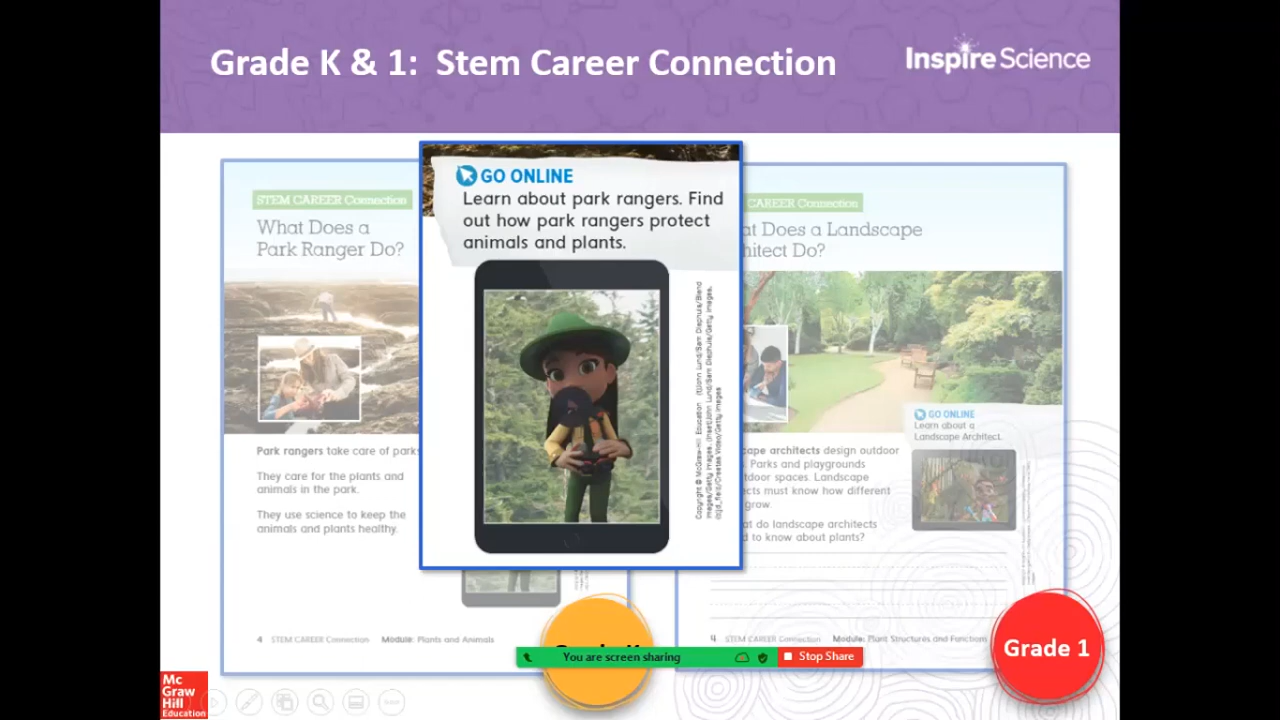 Grade K & 1: Stem Career Connection
Inspire Science
STEM CAREER Connection
What Does a
Park Ranger Do?
Park rangers take care of parks
They care for the plants and
animals in the park.
They use science to keep the
animals and plants healthy.
4 STEM CAREER Connection Module: Plants and Animals
GO ONLINE
Learn about park rangers. Find
out how park rangers protect
animals and plants.
CAREER Connection
Does a Landscape
Do?
GO ONLINE
Learn about a
Landscape Architect.
architects design outdoor
Parks and playgrounds
spaces. Landscape
must know how different
grow.
do landscape architects
to know about plants?
4 STEM CAREER Connection Module: Plant Structures and Functions
Grade 1
You are screen sharing
Stop Share
Mc
Graw
Hill
Education